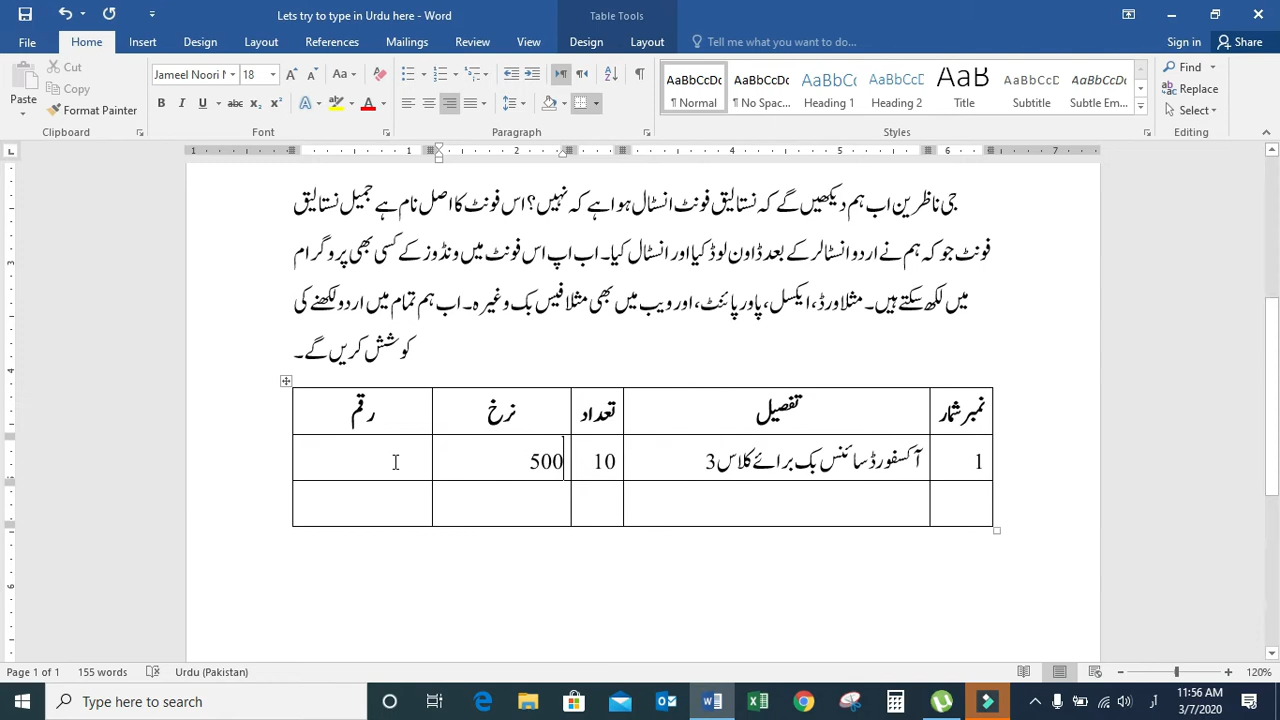 Lets try to type in Urdu here - Word
Table Tools
File Home Insert Design Layout References Mailings Review View Help Design Layout Tell me what you want to do... Sign in Share
Paste Cut Copy Format Painter Clipboard
Jameel Noori N 18 Font
Paragraph
AaBbCcDc AaBbCcDc AaBbC AaBbCcD AaB AaBbCcD AaBbCcD
¶ Normal ¶ No Spac... Heading 1 Heading 2 Title Subtitle Subtle Em...
Styles
Find Replace Select Editing
جی ناظرین اب ہم دیکھیں گے کہ نستالیق فونٹ انسٹال ہوا ہے کہ نہیں؟ اس فونٹ کا اصل نام ہے جمیل نستالیق
فونٹ جو کہ ہم نے اردو انسٹالر کے بعد ڈاون لوڈ کیا اور انسٹال کیا۔ اب اپ اس فونٹ میں ونڈوز کے کسی بھی پروگرام
میں لکھ سکتے ہیں۔ مثلا ورڈ، ایکسل، پاور پائنٹ، اور ویب میں بھی مثلا فیس بک وغیرہ۔ اب ہم تمام میں اردو لکھنے کی
کوشش کریں گے۔
نمبر شمار تفصیل تعداد نرخ رقم
1 آکسفورڈ سائنس بک برائے کلاس 3 10 500
Page 1 of 1 155 words Urdu (Pakistan) 120%
Type here to search
11:56 AM
3/7/2020